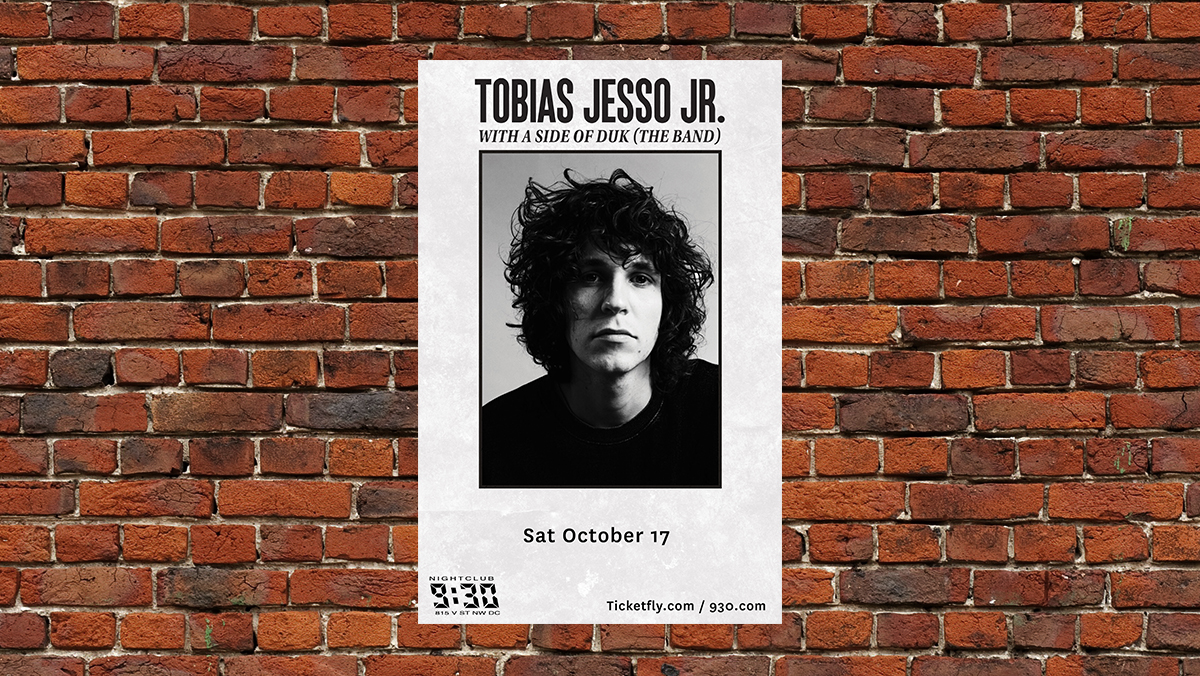 TOBIAS JESSO JR.
WITH A SIDE OF DUK (THE BAND)
Sat October 17
NIGHTCLUB
9:30
815 V ST NW DC
Ticketfly.com / 930.com